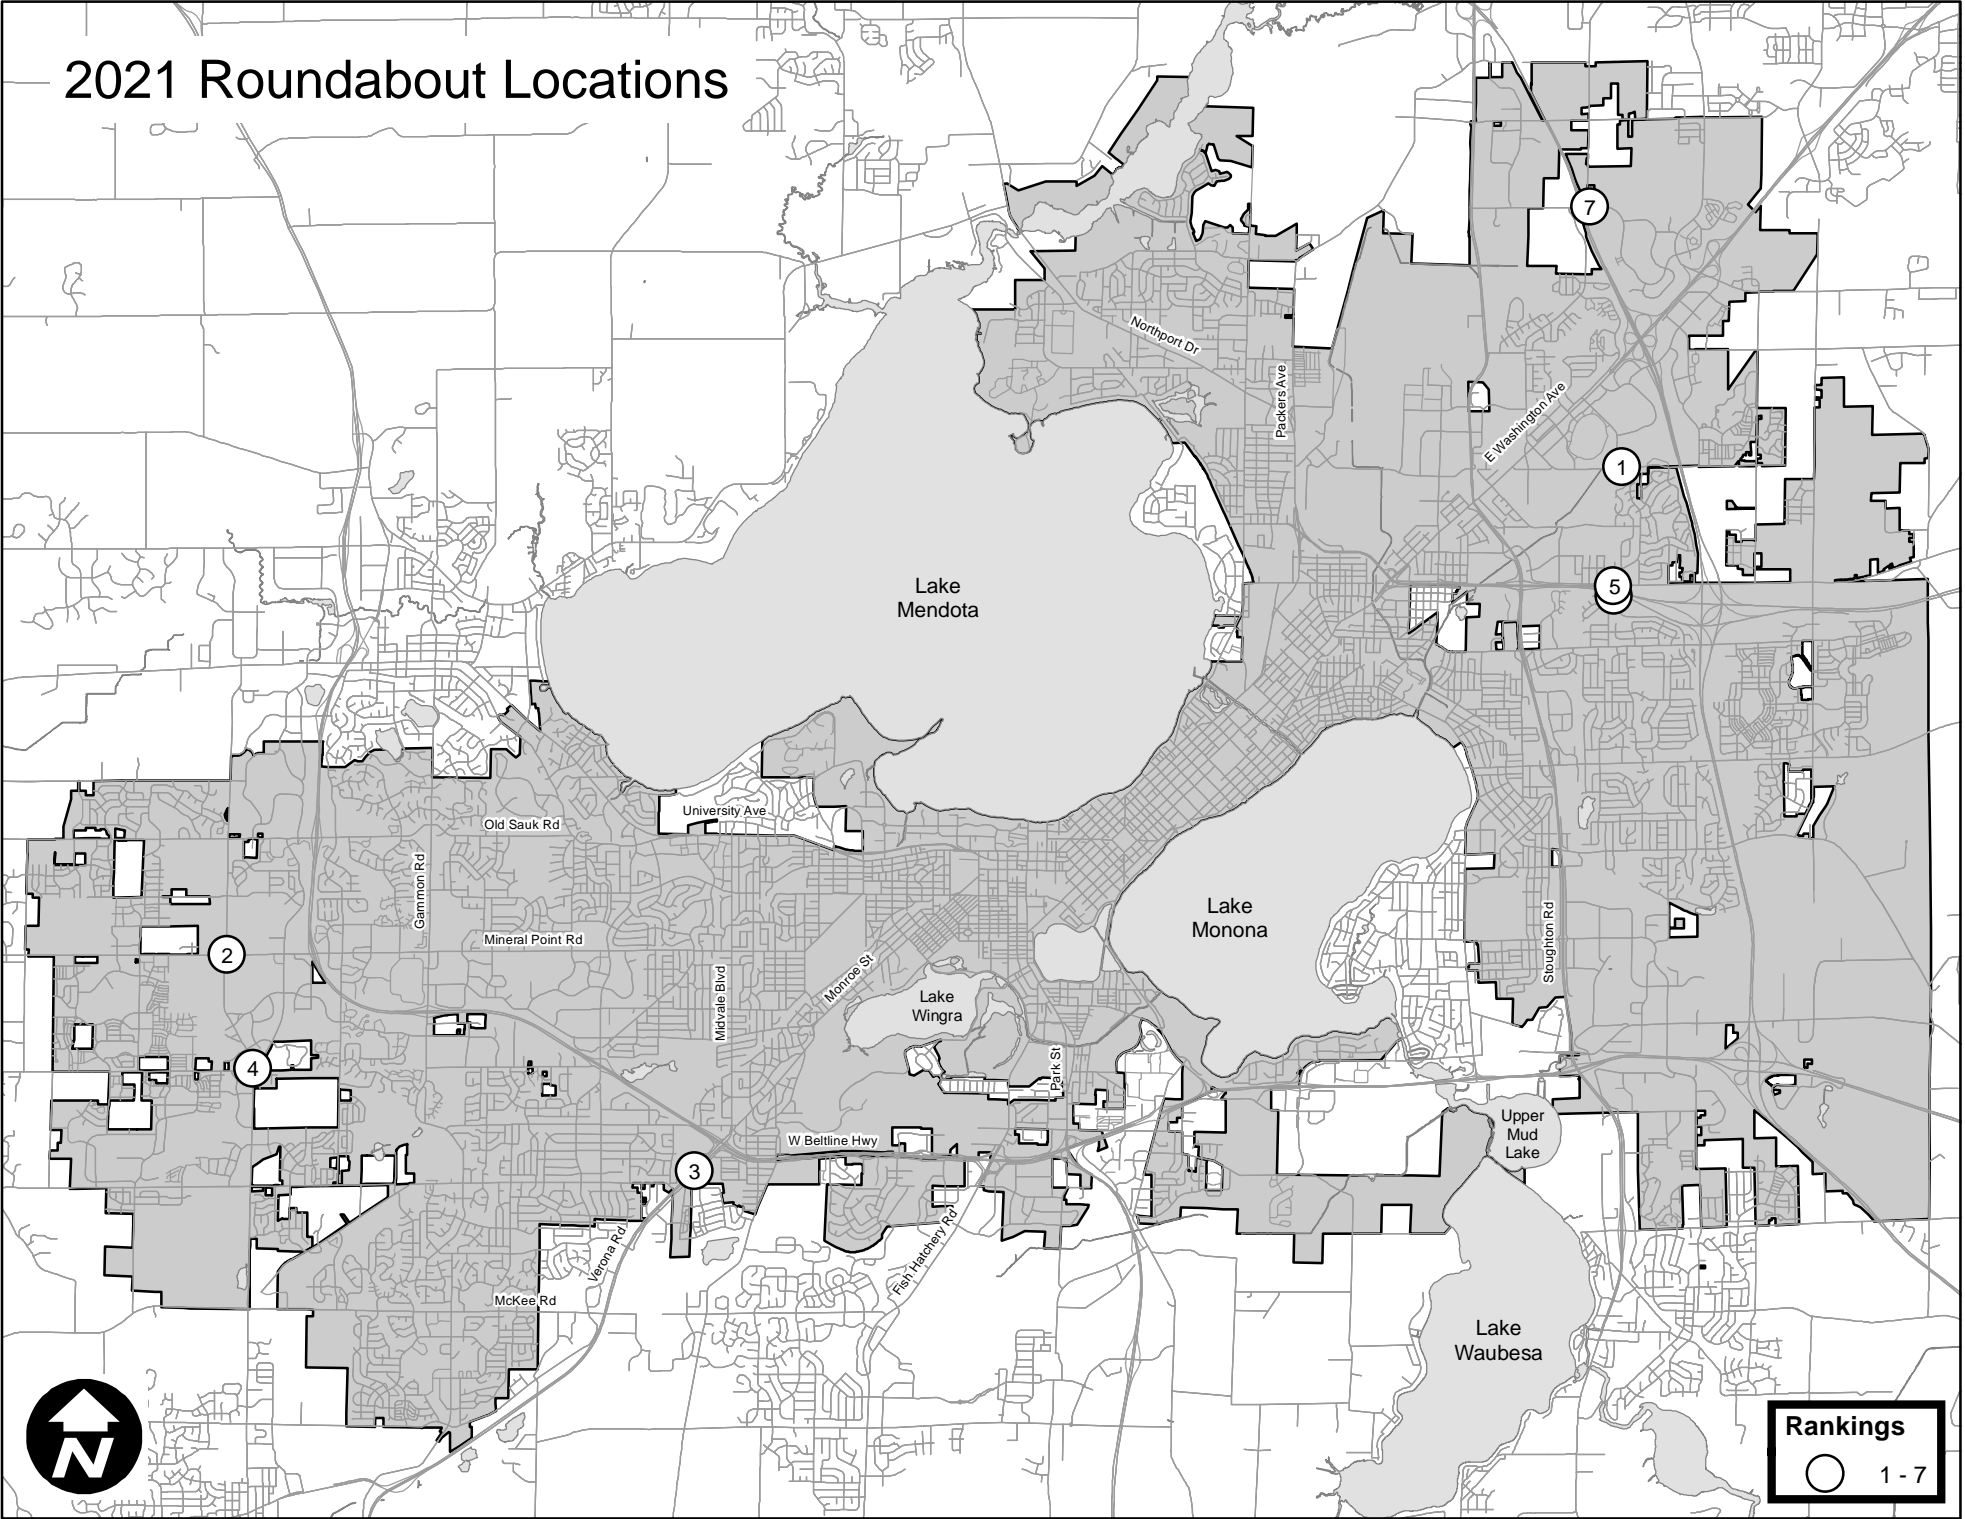 2021 Roundabout Locations
7
Northport Dr
Packers Ave
E Washington Ave
1
5
Lake
Mendota
University Ave
Old Sauk Rd
Gammon Rd
Mineral Point Rd
2
Midvale Blvd
Monroe St
Lake
Wingra
Lake
Monona
Stoughton Rd
4
Park St
W Beltline Hwy
3
Upper
Mud
Lake
Verona Rd
Fish Hatchery Rd
McKee Rd
Lake
Waubesa
N
Rankings
1 - 7